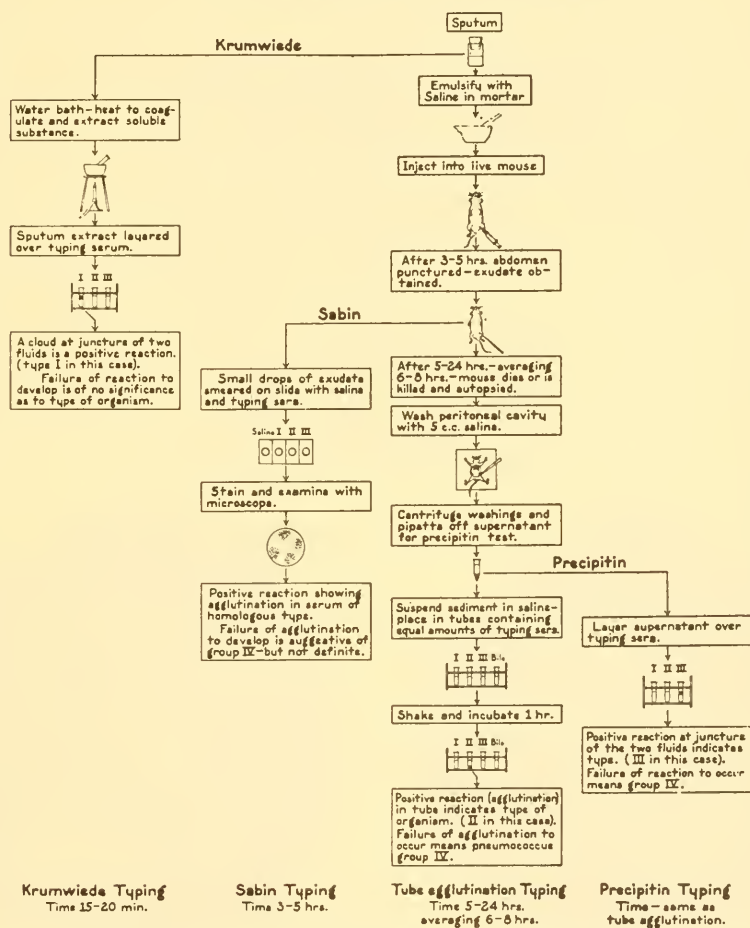 Sputum
Krumwiede
Emulsify with
Saline in mortar
Water bath—heat to coag-
ulate and extract soluble
substance.
Inject into live mouse
Sputum extract layered
over typing serum.
I II III
After 3-5 hrs. abdomen
punctured—exudate ob-
tained.
A cloud at juncture of two
fluids is a positive reaction.
(type I in this case).
Failure of reaction to
develop is of no significance
as to type of organism.
Sabin
Small drops of exudate
smeared on slide with saline
and typing sera.
Saline I II III
Stain and examine with
microscope.
Positive reaction showing
agglutination in serum of
homologous type.
Failure of agglutination
to develop is suggative of
group IV—but not definite.
After 5-24 hrs.—averaging
6-8 hrs.—mouse dies or is
killed and autopsied.
Wash peritoneal cavity
with 5 c.c. saline.
Centrifuge washings and
pipette off supernatant
for precipitin test.
Precipitin
Suspend sediment in saline-
place in tubes containing
equal amounts of typing sera.
I II III Bile
Shake and incubate 1 hr.
I II III Bile
Positive reaction (agglutination)
in tube indicates type of
organism. (II in this case).
Failure of agglutination to
occur means pneumococcus
group IV.
Layer supernatant over
typing sera.
I II III
Positive reaction at juncture
of the two fluids indicates
type. (III in this case).
Failure of reaction to occur
means group IV.
Krumwiede Typing
Time 15-20 min.
Sabin Typing
Time 3-5 hrs.
Tube agglutination Typing
Time 5-24 hrs.
averaging 6-8 hrs.
Precipitin Typing
Time—same as
tube agglutination.